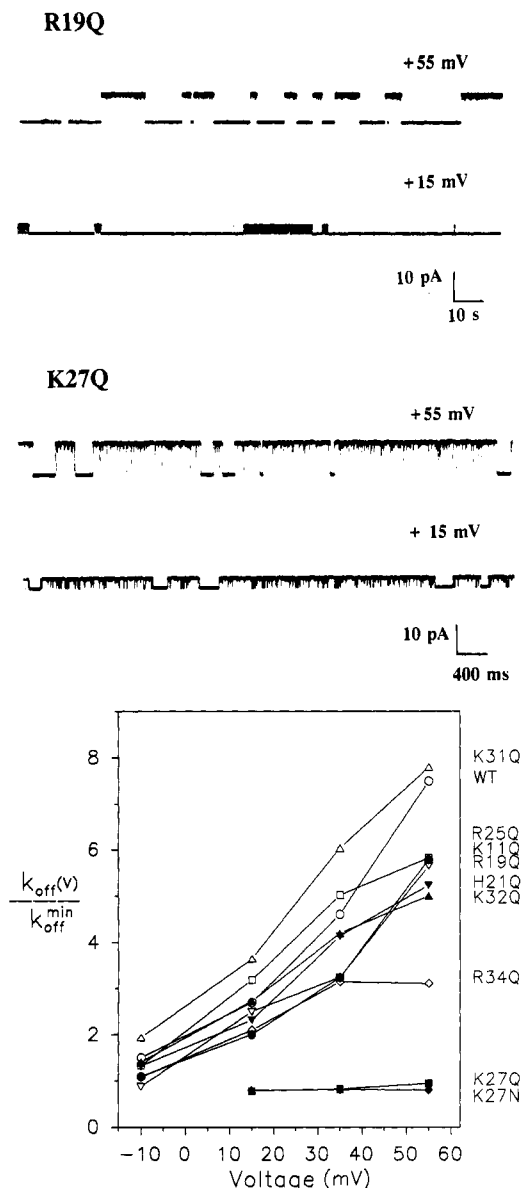 R19Q
+55 mV
+15 mV
10 pA
10 s
K27Q
+55 mV
+ 15 mV
10 pA
400 ms
8
6
4
2
0
koff(v)
koff min
K31Q
WT
R25Q
K11Q
R19Q
H21Q
K32Q
R34Q
K27Q
K27N
−10 0 10 20 30 40 50 60
Voltage (mV)